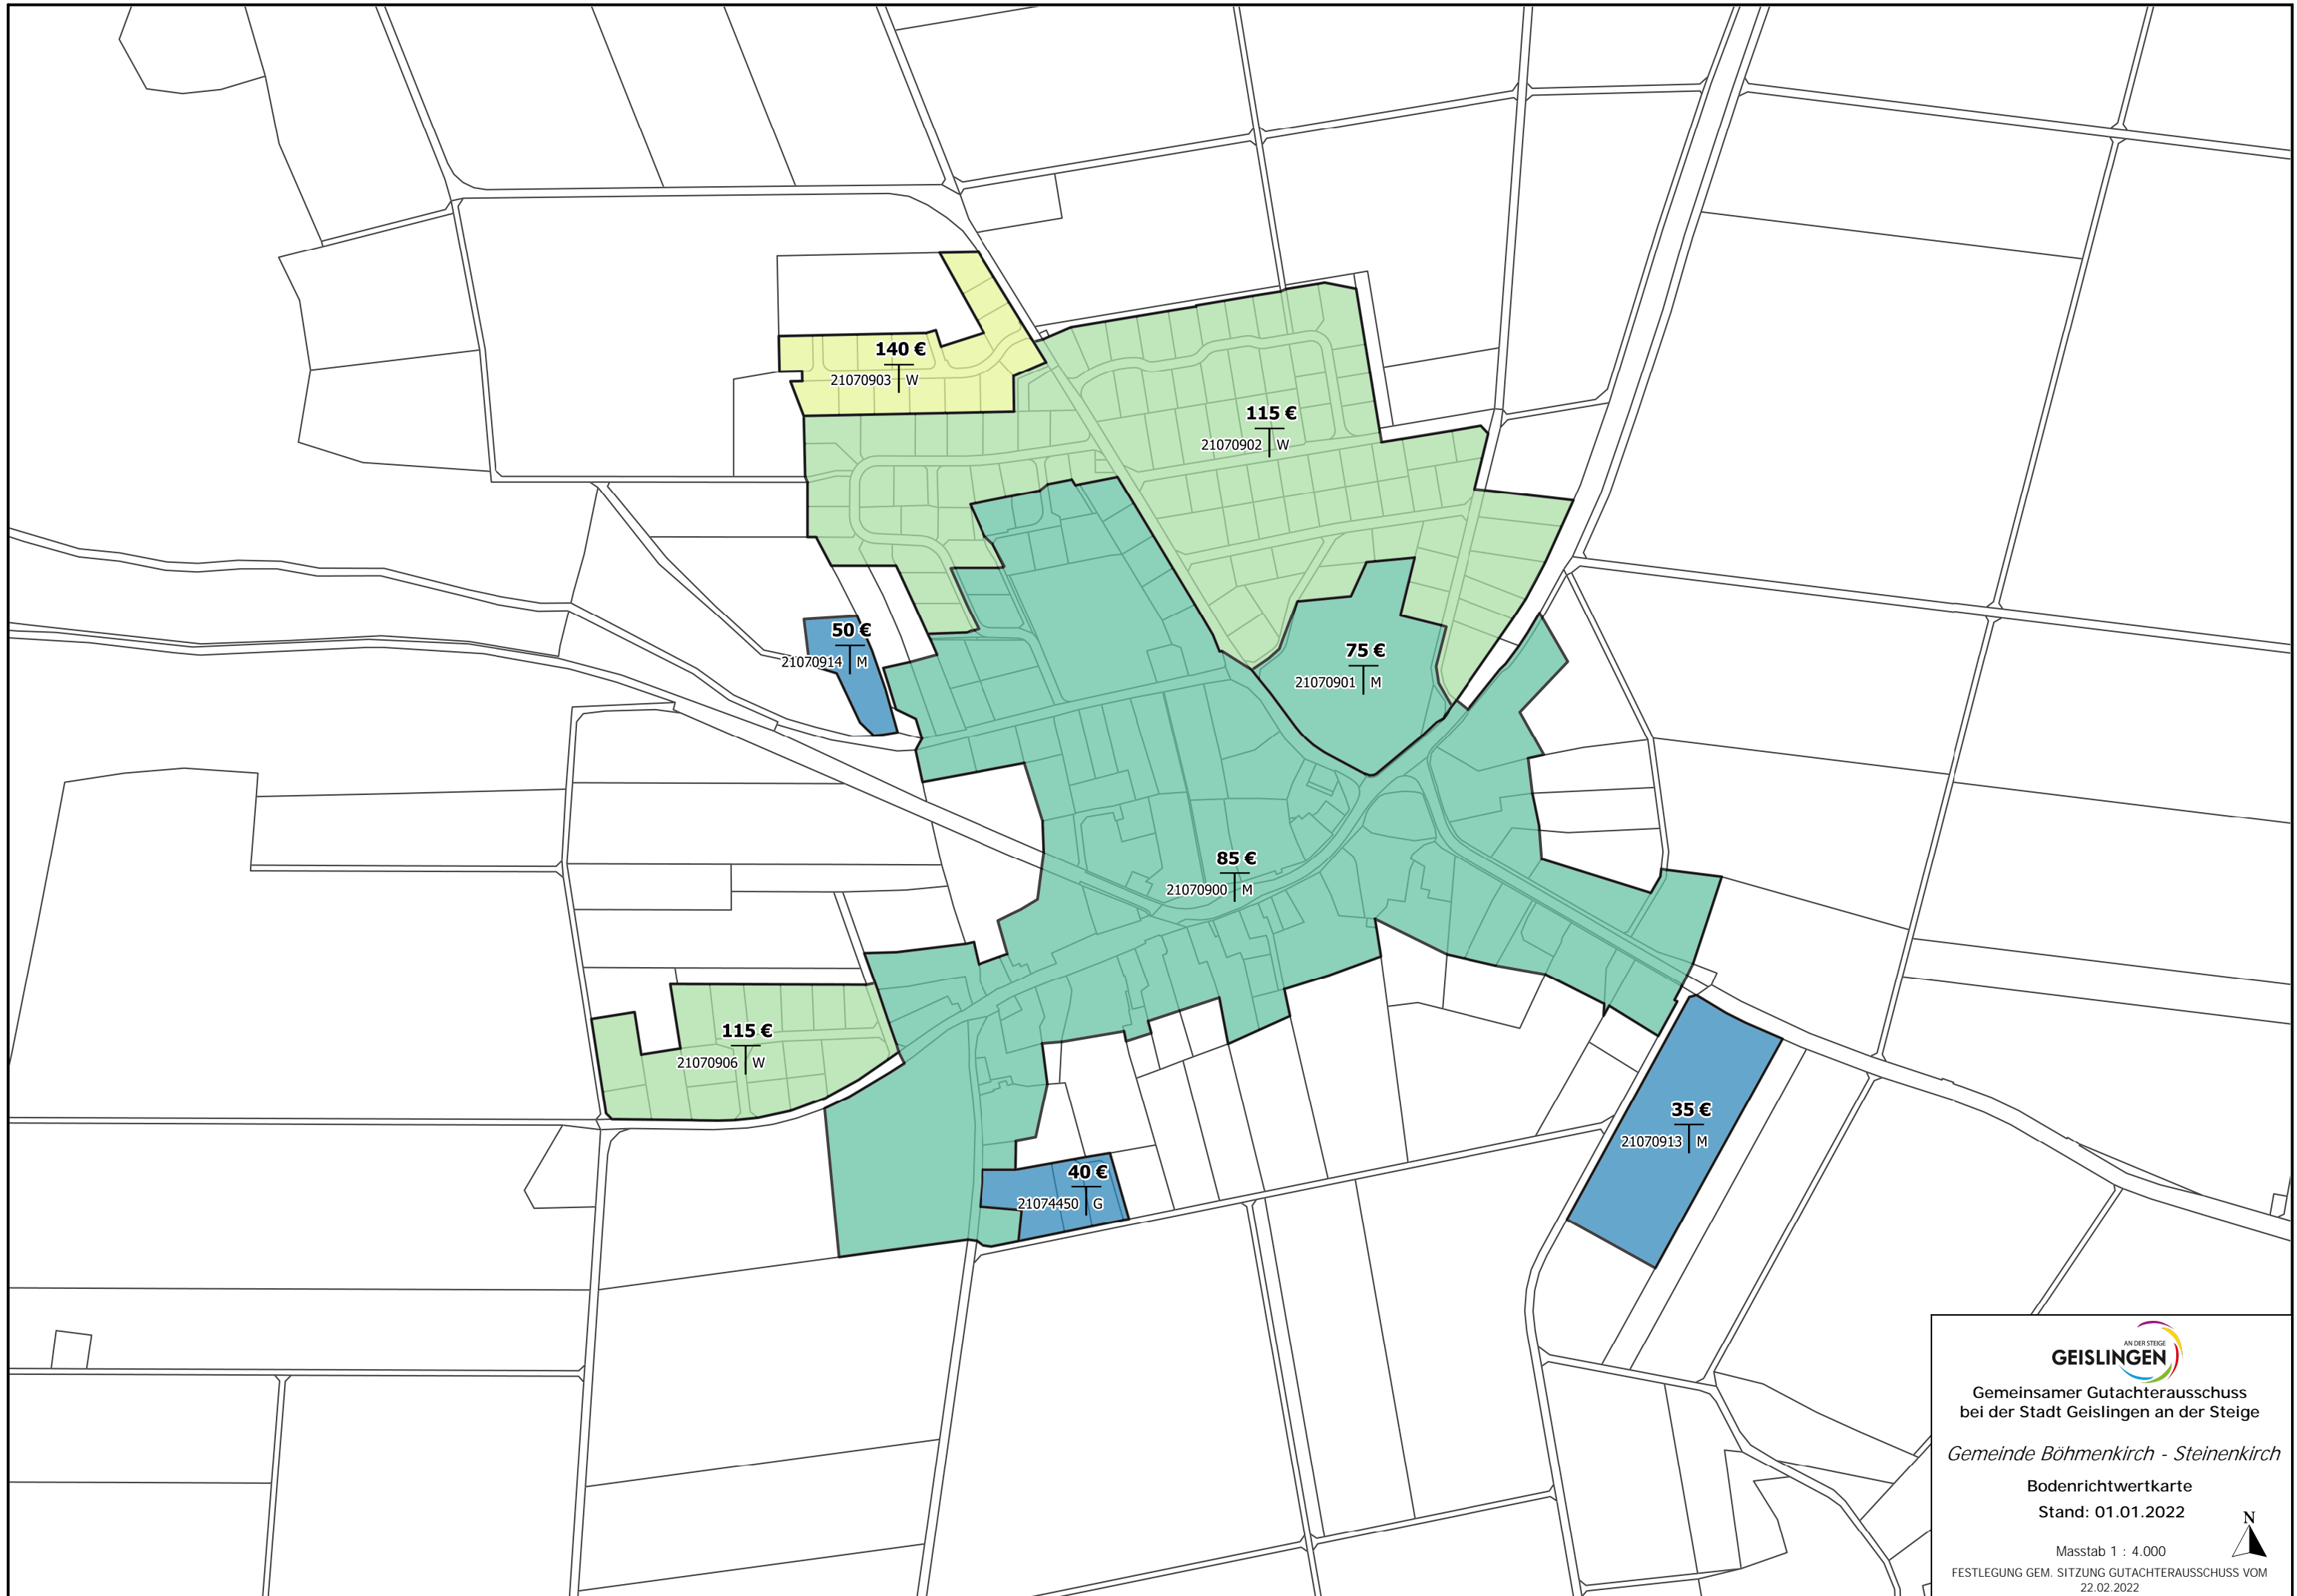 140 €
21070903 W
115 €
21070902 W
50 €
21070914 M
75 €
21070901 M
85 €
21070900 M
115 €
21070906 W
35 €
21070913 M
40 €
21074450 G
AN DER STEIGE
GEISLINGEN
Gemeinsamer Gutachterausschuss
bei der Stadt Geislingen an der Steige
Gemeinde Böhmenkirch - Steinenkirch
Bodenrichtwertkarte
Stand: 01.01.2022
N
Masstab 1 : 4.000
FESTLEGUNG GEM. SITZUNG GUTACHTERAUSSCHUSS VOM
22.02.2022